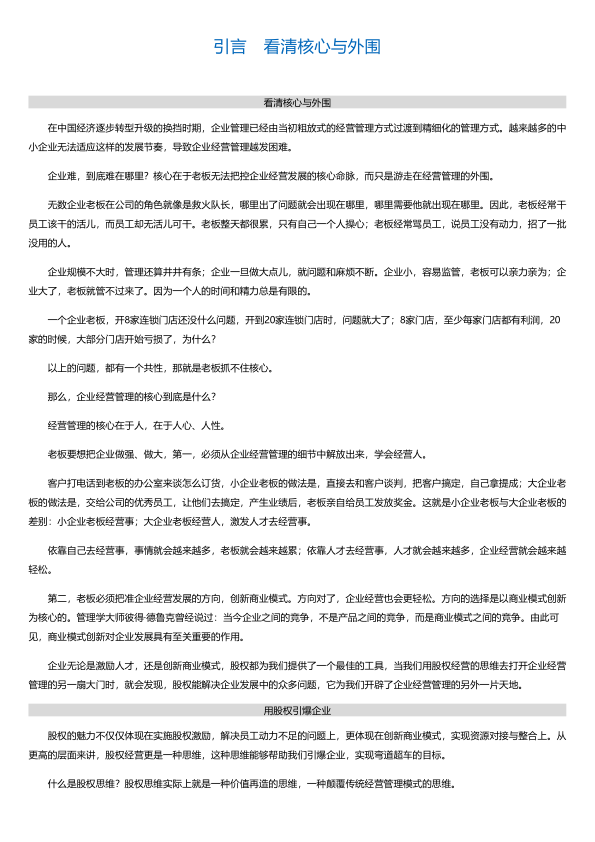 引言　看清核心与外围
看清核心与外围
在中国经济逐步转型升级的换挡时期，企业管理已经由当初粗放式的经营管理方式过渡到精细化的管理方式。越来越多的中
小企业无法适应这样的发展节奏，导致企业经营管理越发困难。
企业难，到底难在哪里？核心在于老板无法把控企业经营发展的核心命脉，而只是游走在经营管理的外围。
无数企业老板在公司的角色就像是救火队长，哪里出了问题就会出现在哪里，哪里需要他就出现在哪里。因此，老板经常干
员工该干的活儿，而员工却无活儿可干。老板整天都很累，只有自己一个人操心；老板经常骂员工，说员工没有动力，招了一批
没用的人。
企业规模不大时，管理还算井井有条；企业一旦做大点儿，就问题和麻烦不断。企业小，容易监管，老板可以亲力亲为；企
业大了，老板就管不过来了。因为一个人的时间和精力总是有限的。
一个企业老板，开8家连锁门店还没什么问题，开到20家连锁门店时，问题就大了；8家门店，至少每家门店都有利润，20
家的时候，大部分门店开始亏损了，为什么？
以上的问题，都有一个共性，那就是老板抓不住核心。
那么，企业经营管理的核心到底是什么？
经营管理的核心在于人，在于人心、人性。
老板要想把企业做强、做大，第一，必须从企业经营管理的细节中解放出来，学会经营人。
客户打电话到老板的办公室来谈怎么订货，小企业老板的做法是，直接去和客户谈判，把客户搞定，自己拿提成；大企业老
板的做法是，交给公司的优秀员工，让他们去搞定，产生业绩后，老板亲自给员工发放奖金。这就是小企业老板与大企业老板的
差别：小企业老板经营事；大企业老板经营人，激发人才去经营事。
依靠自己去经营事，事情就会越来越多，老板就会越来越累；依靠人才去经营事，人才就会越来越多，企业经营就会越来越
轻松。
第二，老板必须把准企业经营发展的方向，创新商业模式。方向对了，企业经营也会更轻松。方向的选择是以商业模式创新
为核心的。管理学大师彼得·德鲁克曾经说过：当今企业之间的竞争，不是产品之间的竞争，而是商业模式之间的竞争。由此可
见，商业模式创新对企业发展具有至关重要的作用。
企业无论是激励人才，还是创新商业模式，股权都为我们提供了一个最佳的工具，当我们用股权经营的思维去打开企业经营
管理的另一扇大门时，就会发现，股权能解决企业发展中的众多问题，它为我们开辟了企业经营管理的另外一片天地。
用股权引爆企业
股权的魅力不仅仅体现在实施股权激励，解决员工动力不足的问题上，更体现在创新商业模式，实现资源对接与整合上。从
更高的层面来讲，股权经营更是一种思维，这种思维能够帮助我们引爆企业，实现弯道超车的目标。
什么是股权思维？股权思维实际上就是一种价值再造的思维，一种颠覆传统经营管理模式的思维。